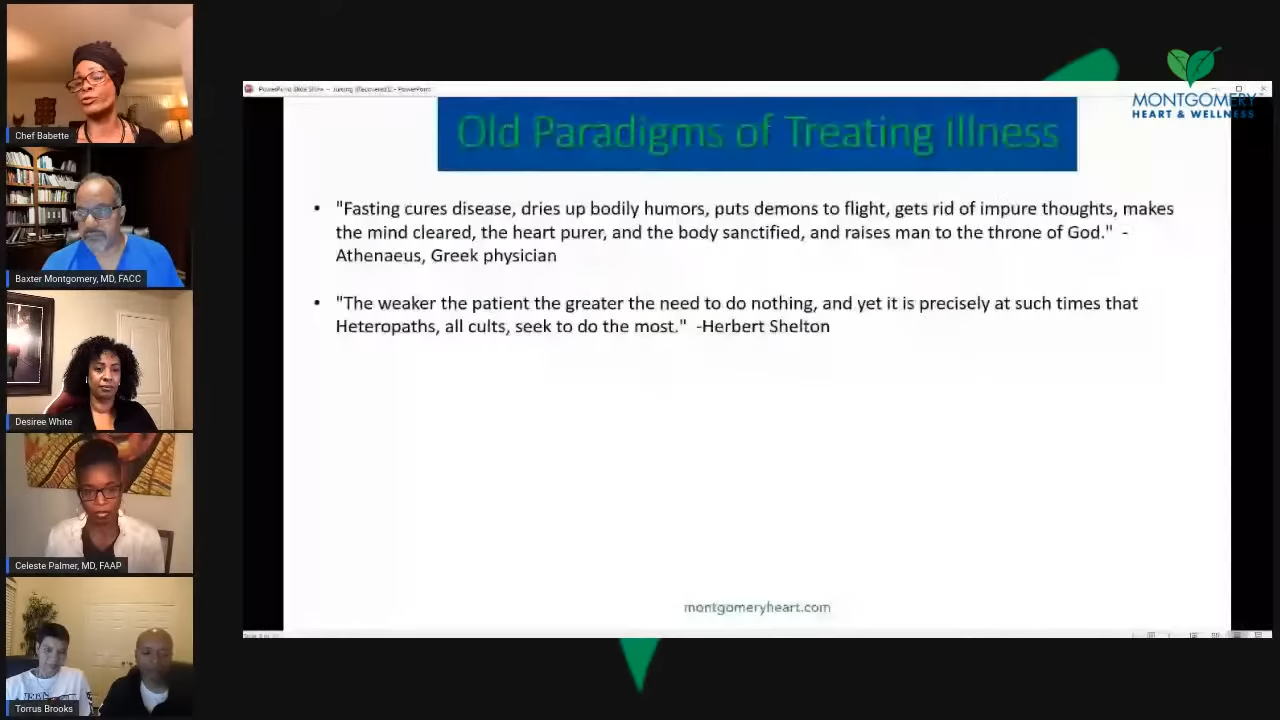 Chef Babette
Baxter Montgomery, MD, FACC
Desiree White
Celeste Palmer, MD, FAAP
Torrus Brooks
MONTGOMERY
HEART & WELLNESS
Old Paradigms of Treating Illness
• "Fasting cures disease, dries up bodily humors, puts demons to flight, gets rid of impure thoughts, makes
the mind cleared, the heart purer, and the body sanctified, and raises man to the throne of God." -
Athenaeus, Greek physician
• "The weaker the patient the greater the need to do nothing, and yet it is precisely at such times that
Heteropaths, all cults, seek to do the most." -Herbert Shelton
montgomeryheart.com